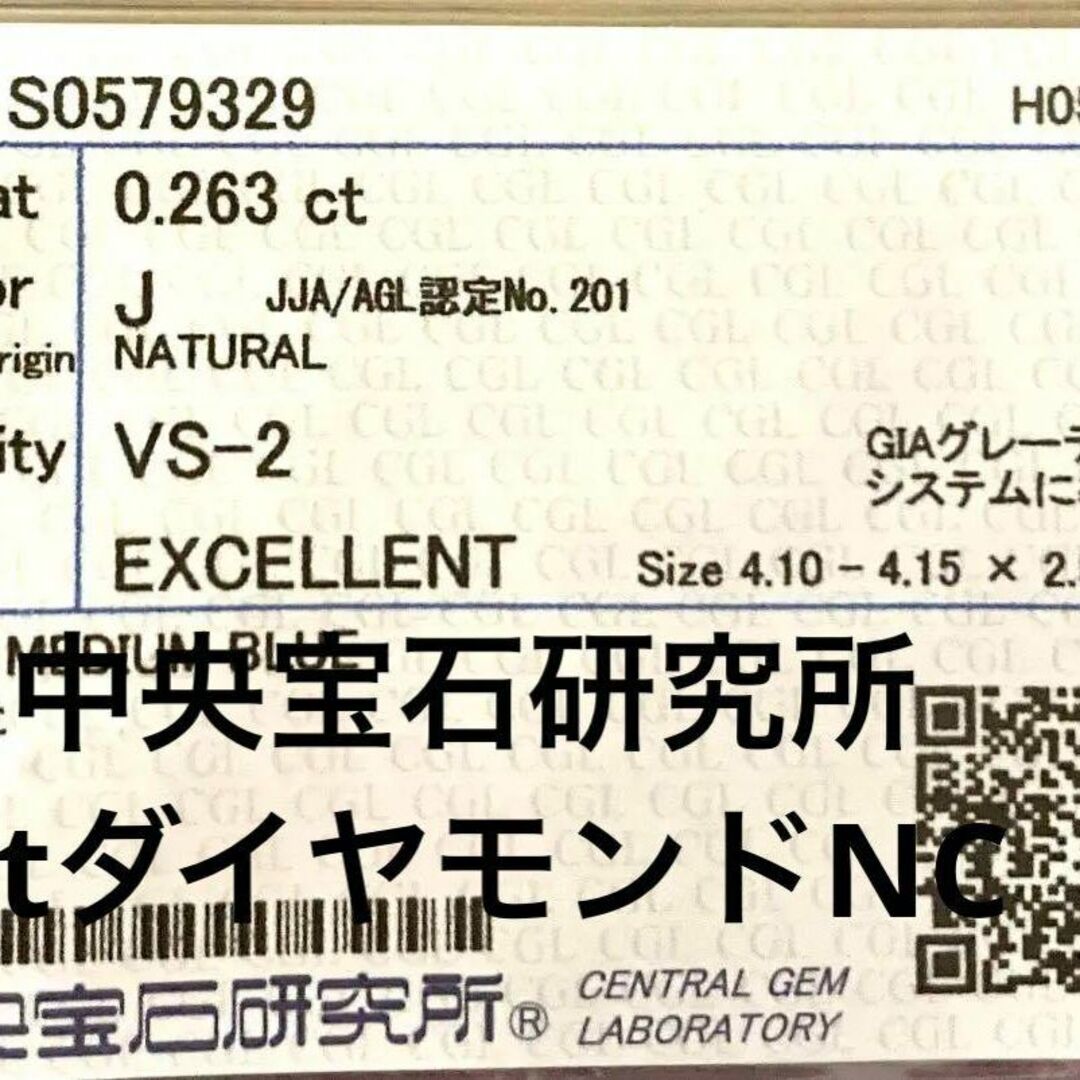 S0579329 H05
at 0.263 ct
or J JJA/AGL認定No. 201
rigin NATURAL
ity VS-2 GIAグレーデ
システムに
EXCELLENT Size 4.10 - 4.15 × 2.
MEDIUM BLUE
中央宝石研究所
tダイヤモンドNC
央宝石研究所® CENTRAL GEM
LABORATORY